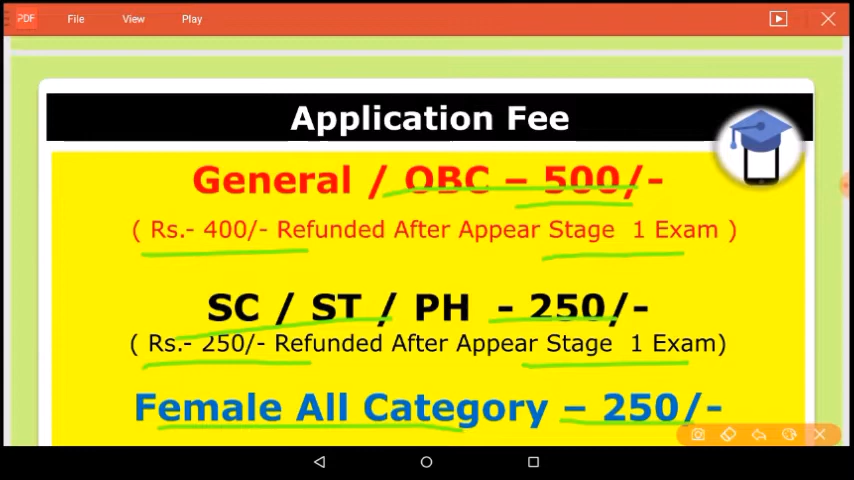 PDF File View Play
Application Fee
General / OBC – 500/-
( Rs.- 400/- Refunded After Appear Stage 1 Exam )
SC / ST / PH - 250/-
( Rs.- 250/- Refunded After Appear Stage 1 Exam)
Female All Category – 250/-